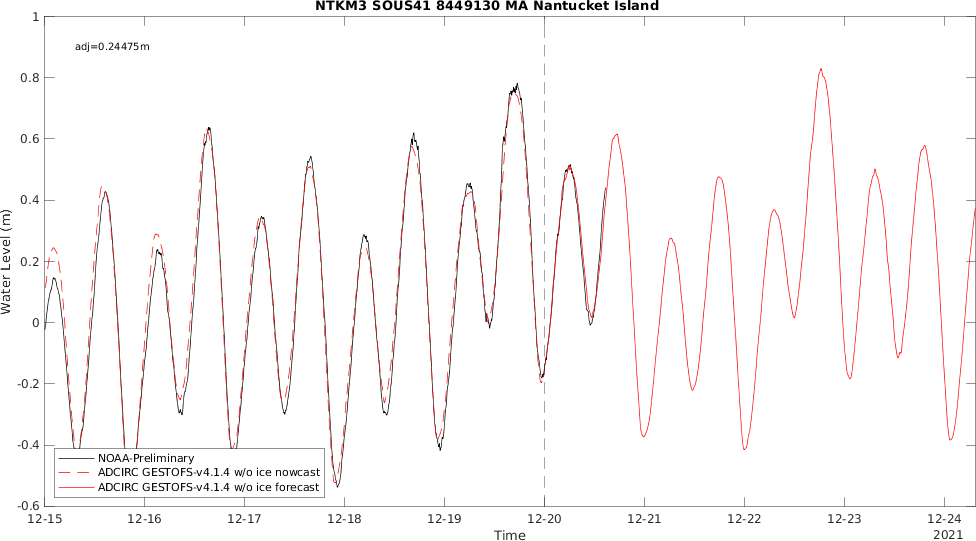 NTKM3 SOUS41 8449130 MA Nantucket Island
1
adj=0.24475m
0.8
0.6
0.4
0.2
0
-0.2
-0.4
-0.6
Water Level (m)
NOAA-Preliminary
ADCIRC GESTOFS-v4.1.4 w/o ice nowcast
ADCIRC GESTOFS-v4.1.4 w/o ice forecast
12-15 12-16 12-17 12-18 12-19 12-20 12-21 12-22 12-23 12-24
Time
2021